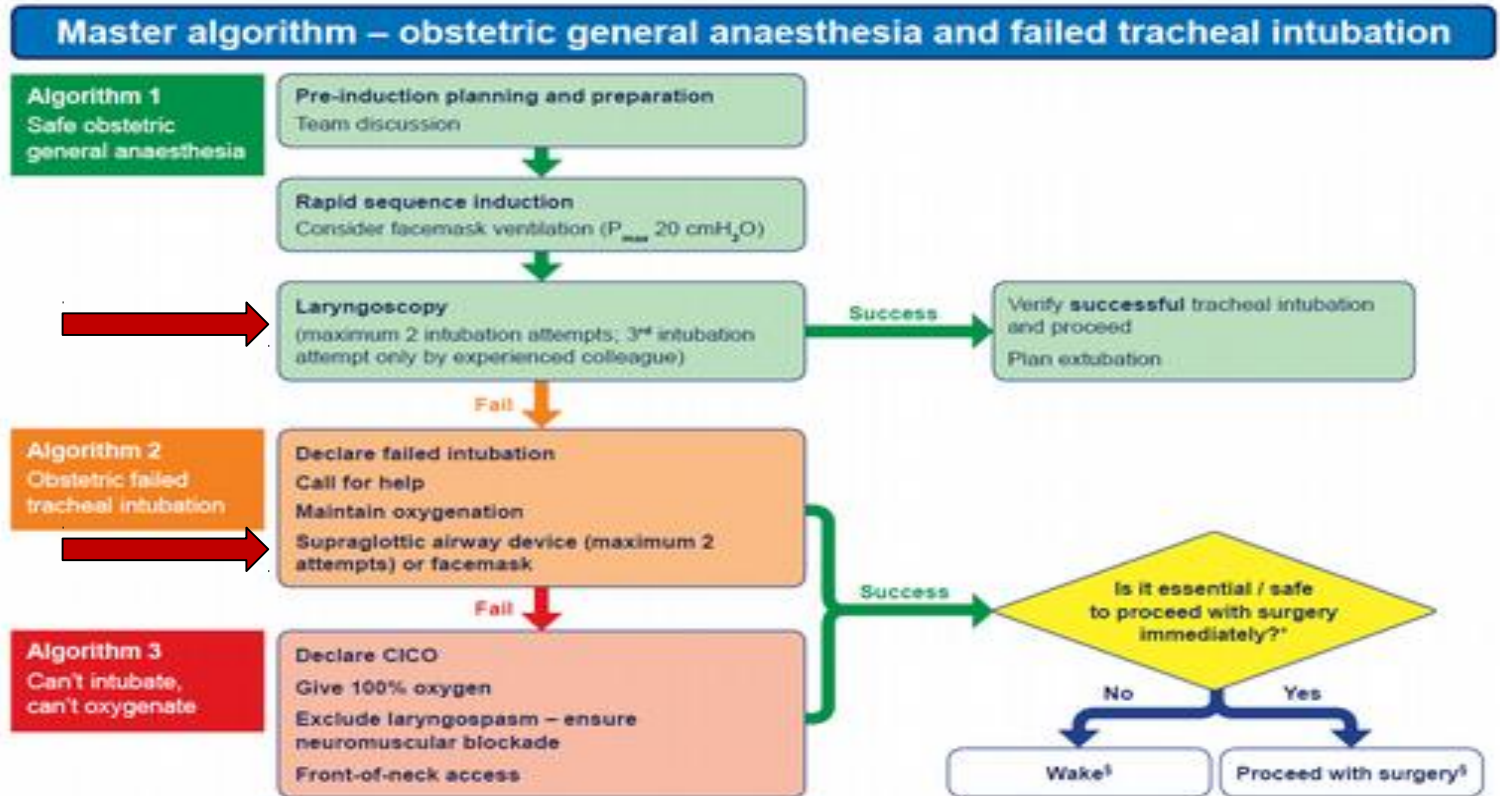 Master algorithm – obstetric general anaesthesia and failed tracheal intubation
Algorithm 1
Safe obstetric
general anaesthesia
Pre-induction planning and preparation
Team discussion
Rapid sequence induction
Consider facemask ventilation (Pmax 20 cmH2O)
Laryngoscopy
(maximum 2 intubation attempts; 3rd intubation
attempt only by experienced colleague)
Success
Verify successful tracheal intubation
and proceed
Plan extubation
Fail
Algorithm 2
Obstetric failed
tracheal intubation
Declare failed intubation
Call for help
Maintain oxygenation
Supraglottic airway device (maximum 2
attempts) or facemask
Success
Is it essential / safe
to proceed with surgery
immediately?*
Fail
Algorithm 3
Can't intubate,
can't oxygenate
Declare CICO
Give 100% oxygen
Exclude laryngospasm – ensure
neuromuscular blockade
Front-of-neck access
No
Yes
Wake§
Proceed with surgery§